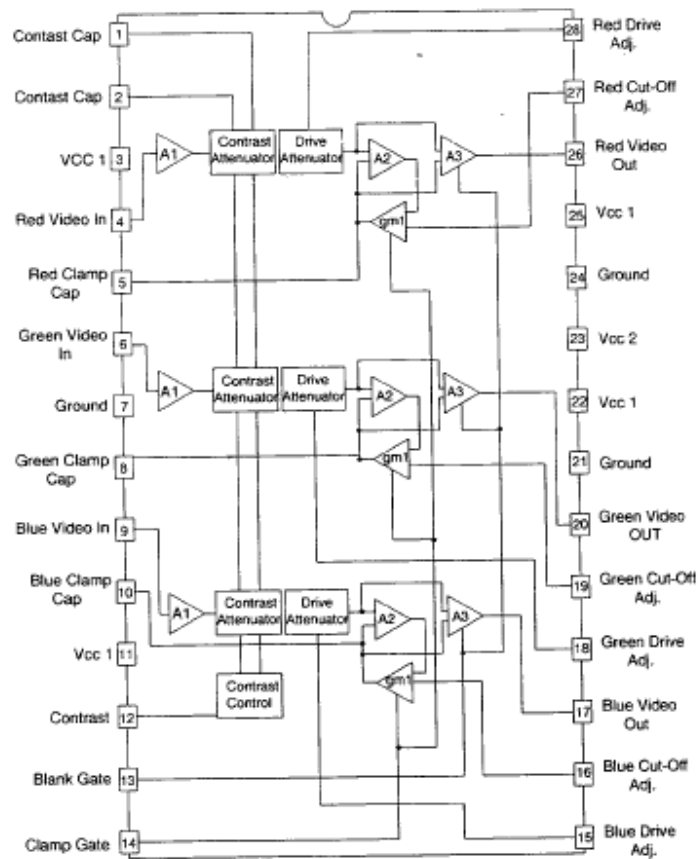 Contast Cap
1
Contast Cap
2
VCC 1
3
Red Video In
4
Red Clamp
Cap
5
Green Video
In
6
Ground
7
Green Clamp
Cap
8
Blue Video In
9
Blue Clamp
Cap
10
Vcc 1
11
Contrast
12
Blank Gate
13
Clamp Gate
14
A1
Contrast
Attenuator
Drive
Attenuator
A2
A3
gm1
A1
Contrast
Attenuator
Drive
Attenuator
A2
A3
gm1
A1
Contrast
Attenuator
Drive
Attenuator
A2
A3
gm1
Contrast
Control
28
Red Drive
Adj.
27
Red Cut-Off
Adj.
26
Red Video
Out
25
Vcc 1
24
Ground
23
Vcc 2
22
Vcc 1
21
Ground
20
Green Video
OUT
19
Green Cut-Off
Adj.
18
Green Drive
Adj.
17
Blue Video
Out
16
Blue Cut-Off
Adj.
15
Blue Drive
Adj.